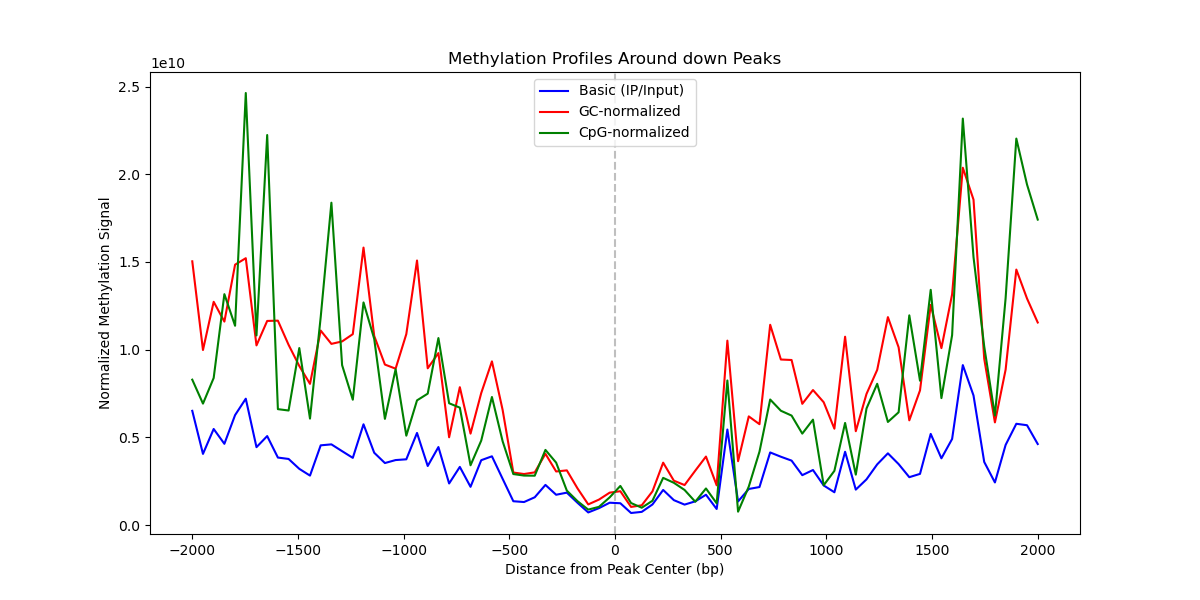 Methylation Profiles Around down Peaks
1e10
2.5
2.0
1.5
1.0
0.5
0.0
Normalized Methylation Signal
Basic (IP/Input)
GC-normalized
CpG-normalized
−2000 −1500 −1000 −500 0 500 1000 1500 2000
Distance from Peak Center (bp)